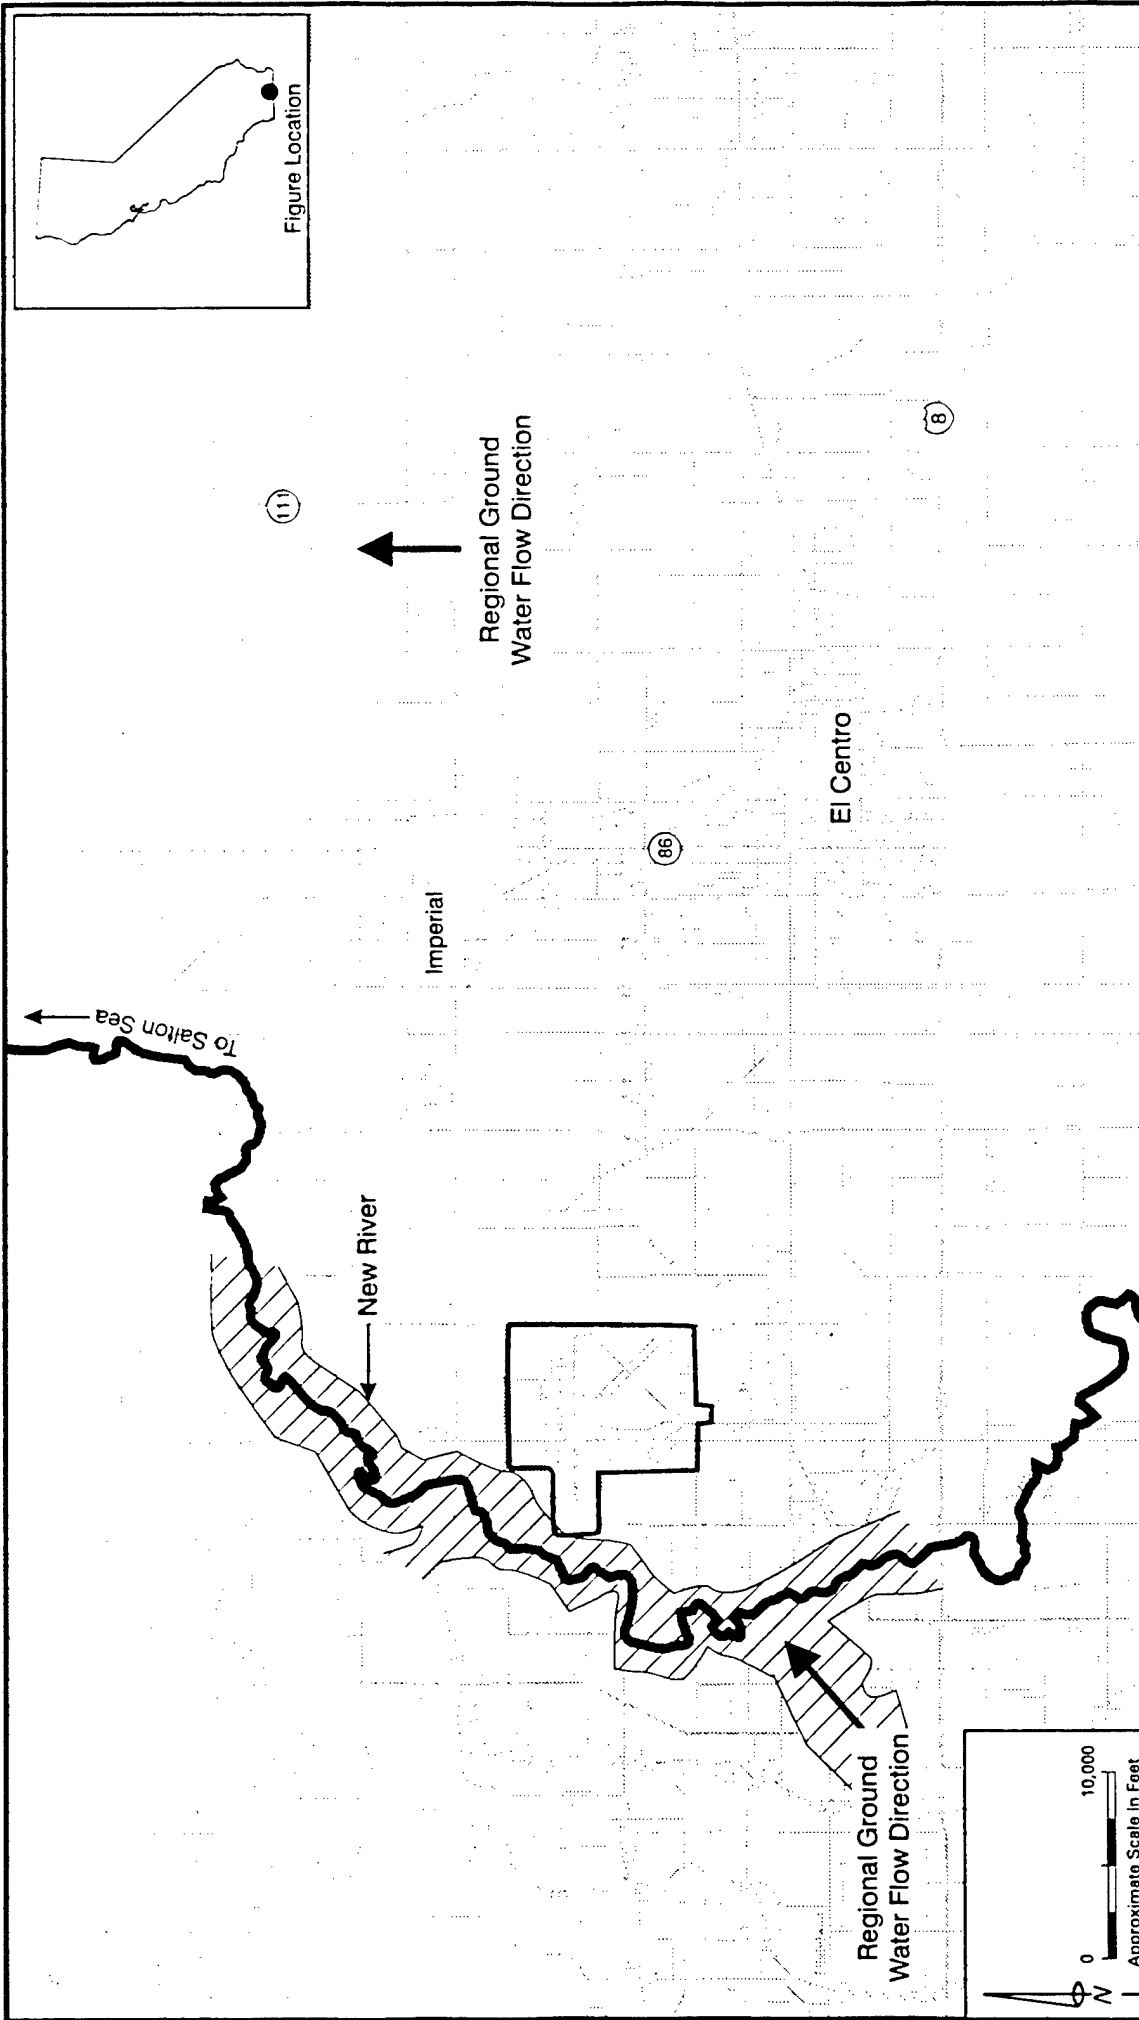 Figure Location
To Salton Sea
New River
Imperial
111
Regional Ground
Water Flow Direction
86
El Centro
8
Regional Ground
Water Flow Direction
0
10,000
Approximate Scale in Feet
N